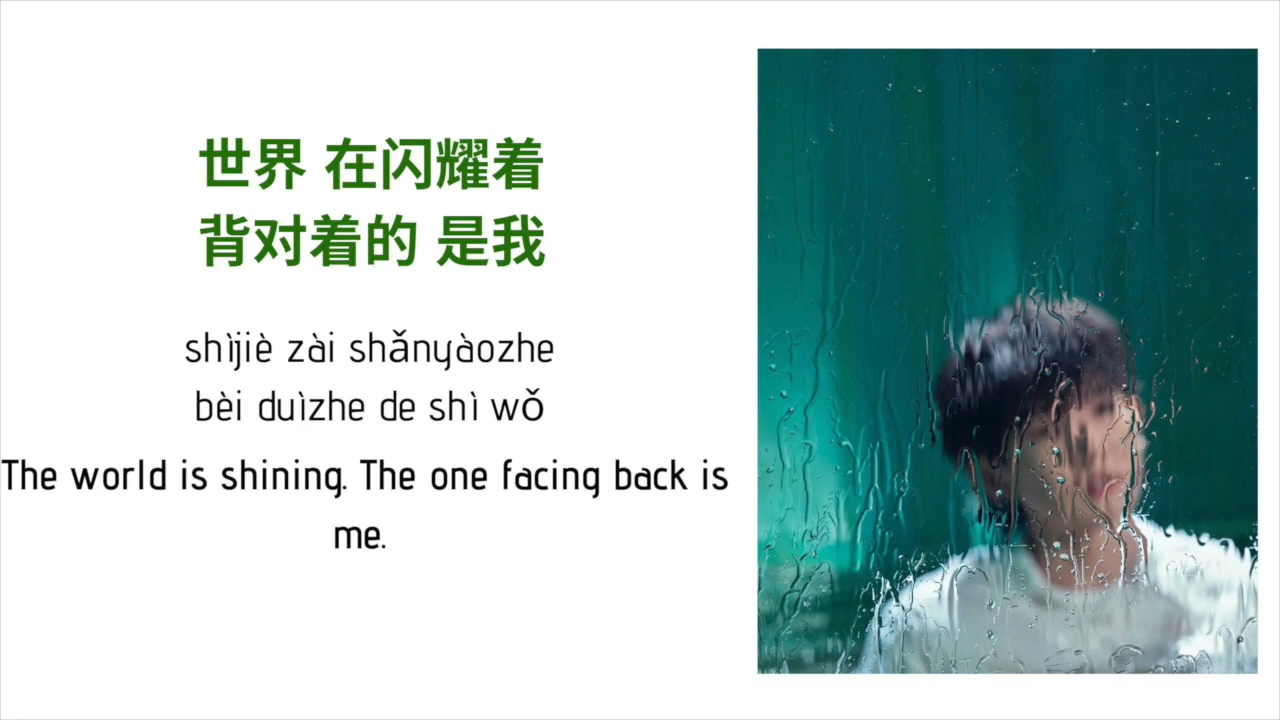 世界 在闪耀着
背对着的 是我
shìjiè zài shǎnyàozhe
bèi duìzhe de shì wǒ
The world is shining. The one facing back is
me.